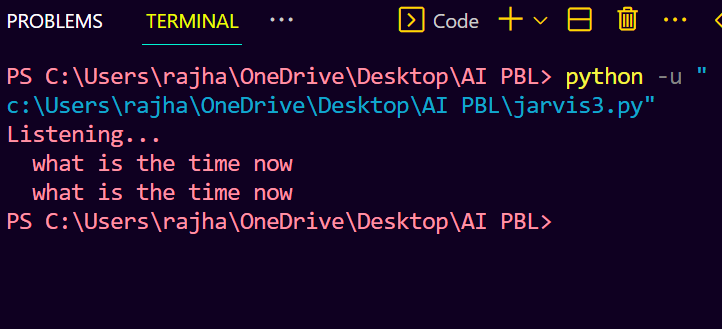 PROBLEMS TERMINAL ... Code
PS C:\Users\rajha\OneDrive\Desktop\AI PBL> python -u "
c:\Users\rajha\OneDrive\Desktop\AI PBL\jarvis3.py"
Listening...
what is the time now
what is the time now
PS C:\Users\rajha\OneDrive\Desktop\AI PBL>